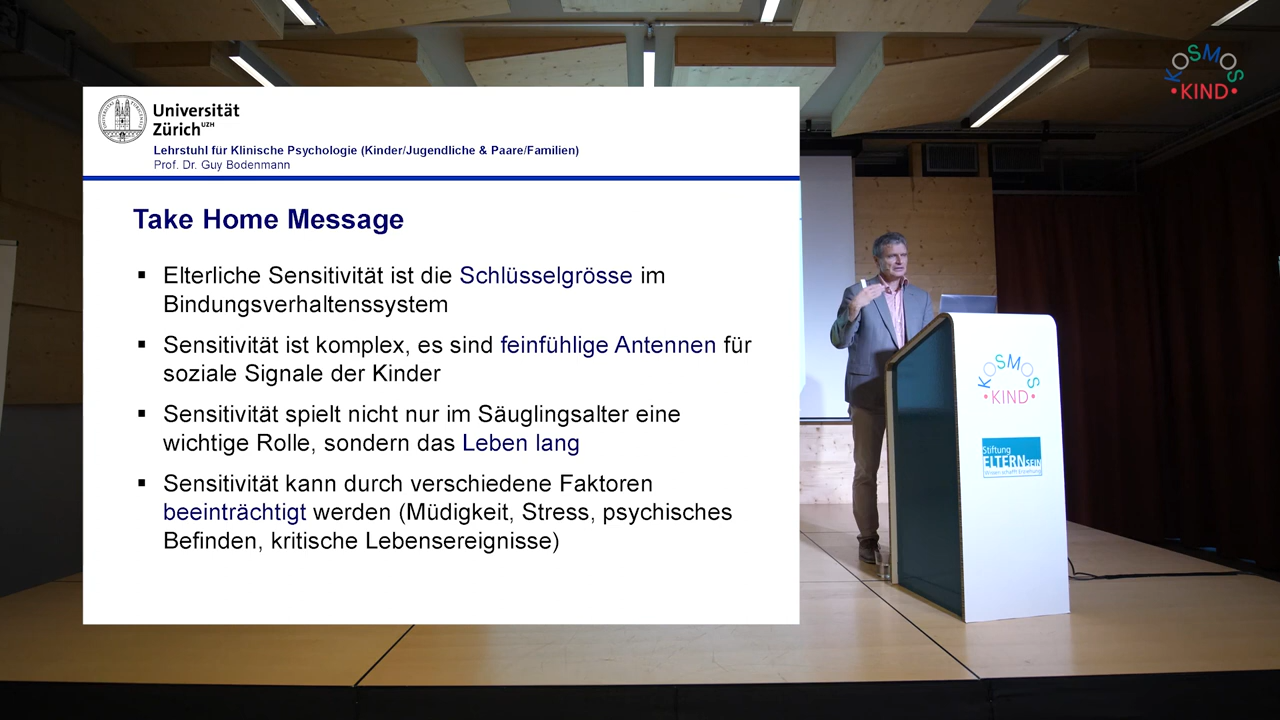 Universität
Zürich UZH
Lehrstuhl für Klinische Psychologie (Kinder/Jugendliche & Paare/Familien)
Prof. Dr. Guy Bodenmann
Take Home Message
▪ Elterliche Sensitivität ist die Schlüsselgrösse im
Bindungsverhaltenssystem
▪ Sensitivität ist komplex, es sind feinfühlige Antennen für
soziale Signale der Kinder
▪ Sensitivität spielt nicht nur im Säuglingsalter eine
wichtige Rolle, sondern das Leben lang
▪ Sensitivität kann durch verschiedene Faktoren
beeinträchtigt werden (Müdigkeit, Stress, psychisches
Befinden, kritische Lebensereignisse)
KOSMOS
• KIND •
KOSMOS
• KIND •
Stiftung
ELTERNSEIN